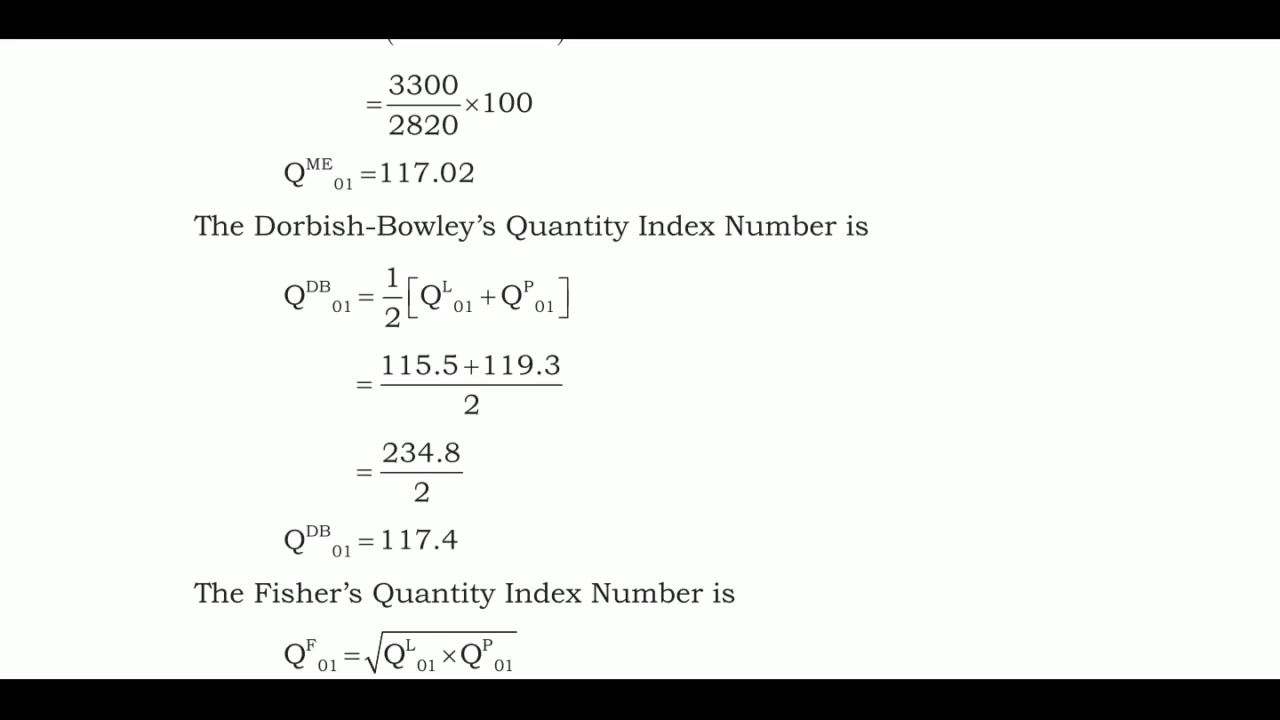 = 3300/2820 ×100
Q^ME_01 =117.02
The Dorbish-Bowley’s Quantity Index Number is
Q^DB_01 = 1/2 [Q^L_01 + Q^P_01]
= (115.5+119.3)/2
= 234.8/2
Q^DB_01 = 117.4
The Fisher’s Quantity Index Number is
Q^F_01 = √(Q^L_01 × Q^P_01)